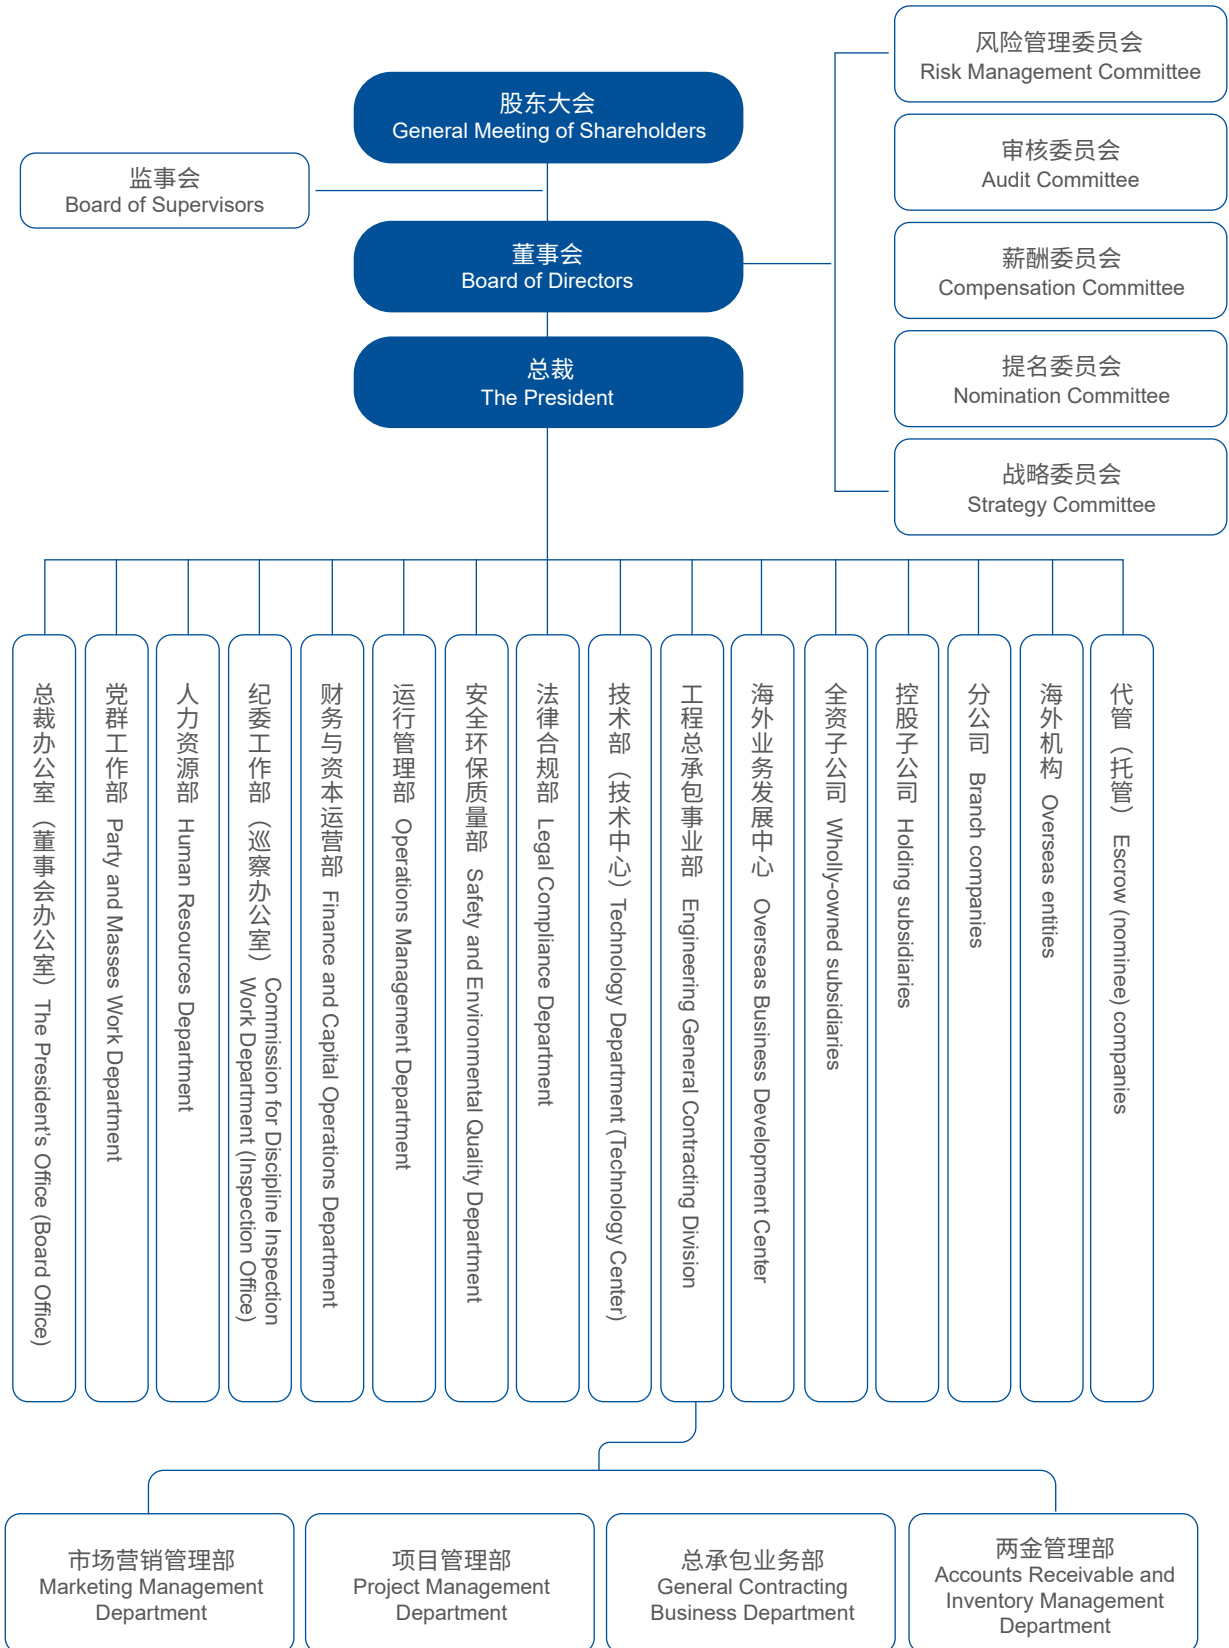 风险管理委员会
Risk Management Committee
股东大会
General Meeting of Shareholders
审核委员会
Audit Committee
监事会
Board of Supervisors
董事会
Board of Directors
薪酬委员会
Compensation Committee
总裁
The President
提名委员会
Nomination Committee
战略委员会
Strategy Committee
总裁办公室（董事会办公室）The President's Office (Board Office)
党群工作部 Party and Masses Work Department
人力资源部 Human Resources Department
纪委工作部（巡察办公室）
Commission for Discipline Inspection
Work Department (Inspection Office)
财务与资本运营部 Finance and Capital Operations Department
运行管理部 Operations Management Department
安全环保质量部 Safety and Environmental Quality Department
法律合规部 Legal Compliance Department
技术部（技术中心）Technology Department (Technology Center)
工程总承包事业部 Engineering General Contracting Division
海外业务发展中心 Overseas Business Development Center
全资子公司 Wholly-owned subsidiaries
控股子公司 Holding subsidiaries
分公司 Branch companies
海外机构 Overseas entities
代管（托管）Escrow (nominee) companies
市场营销管理部
Marketing Management
Department
项目管理部
Project Management
Department
总承包业务部
General Contracting
Business Department
两金管理部
Accounts Receivable and
Inventory Management
Department